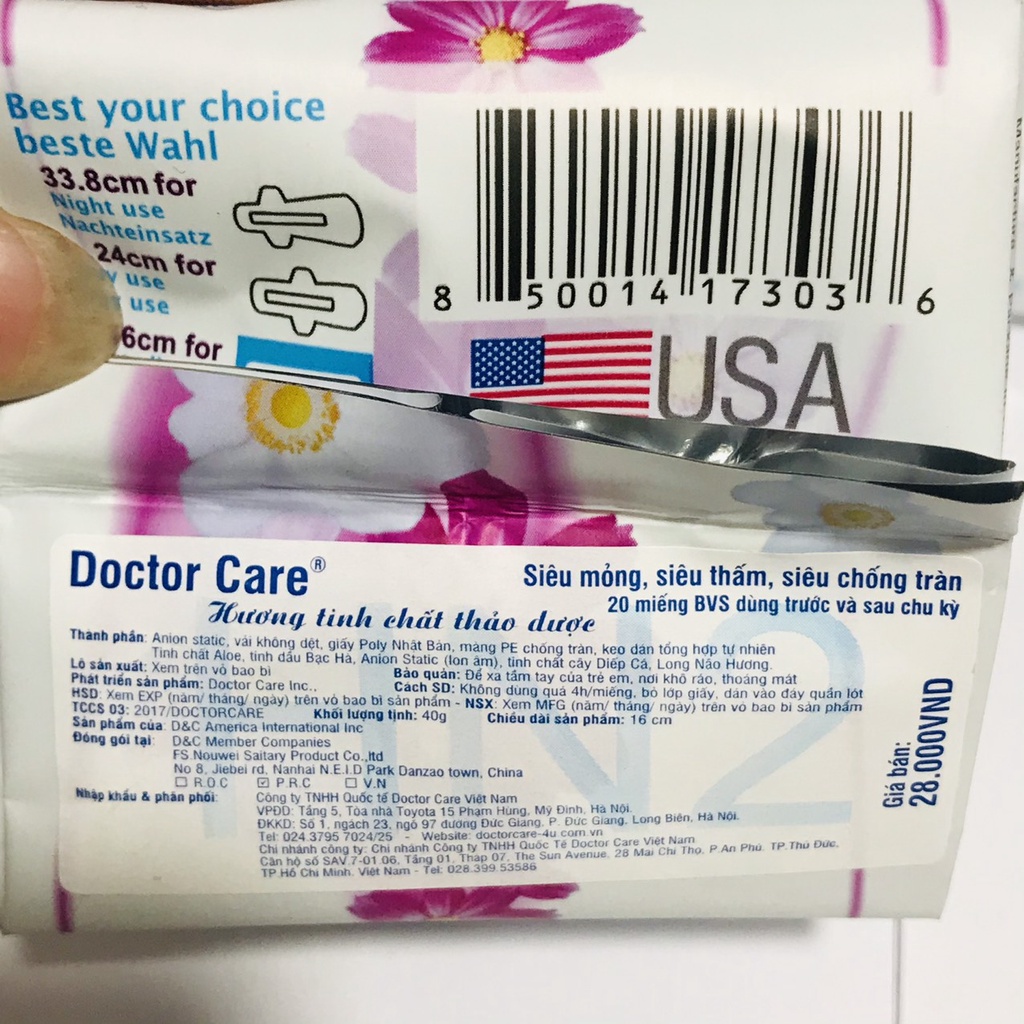 Best your choice
beste Wahl
33.8cm for
Night use
Nachteinsatz
24cm for
use
use
6cm for
8 50014 17303 6
USA
Doctor Care®
Siêu mỏng, siêu thấm, siêu chống tràn
Hương tinh chất thảo dược
20 miếng BVS dùng trước và sau chu kỳ
Thành phần: Anion static, vải không dệt, giấy Poly Nhật Bản, màng PE chống tràn, keo dán tổng hợp tự nhiên
Tinh chất Aloe, tinh dầu Bạc Hà, Anion Static (Ion âm), tinh chất cây Diếp Cá, Long Não Hương.
Lô sản xuất: Xem trên vỏ bao bì
Bảo quản: Để xa tầm tay của trẻ em, nơi khô ráo, thoáng mát
Phát triển sản phẩm: Doctor Care Inc.,
Cách SD: Không dùng quá 4h/miếng, bỏ lớp giấy, dán vào đáy quần lót
HSD: Xem EXP (năm/ tháng/ ngày) trên vỏ bao bì sản phẩm - NSX: Xem MFG (năm/ tháng/ ngày) trên vỏ bao bì sản phẩm
TCCS 03: 2017/DOCTORCARE Khối lượng tịnh: 40g Chiều dài sản phẩm: 16 cm
Sản phẩm của: D&C America International Inc
Đóng gói tại: D&C Member Companies
FS.Nouwei Saitary Product Co.,ltd
No 8, Jiebei rd, Nanhai N.E.I.D Park Danzao town, China
R.O.C P.R.C V.N
Nhập khẩu & phân phối: Công ty TNHH Quốc tế Doctor Care Việt Nam
VPĐD: Tầng 5, Tòa nhà Toyota 15 Phạm Hùng, Mỹ Đình, Hà Nội.
ĐKKD: Số 1, ngách 23, ngõ 97 đường Đức Giang, P. Đức Giang, Long Biên, Hà Nội.
Tel: 024.3795 7024/25 - Website: doctorcare-4u.com.vn
Chi nhánh công ty: Chi nhánh Công ty TNHH Quốc Tế Doctor Care Việt Nam
Căn hộ số SAV.7-01.06, Tầng 01, Tháp 07, The Sun Avenue, 28 Mai Chí Thọ, P.An Phú, TP.Thủ Đức,
TP.Hồ Chí Minh, Việt Nam - Tel: 028.399.53586
Giá bán:
28.000VND